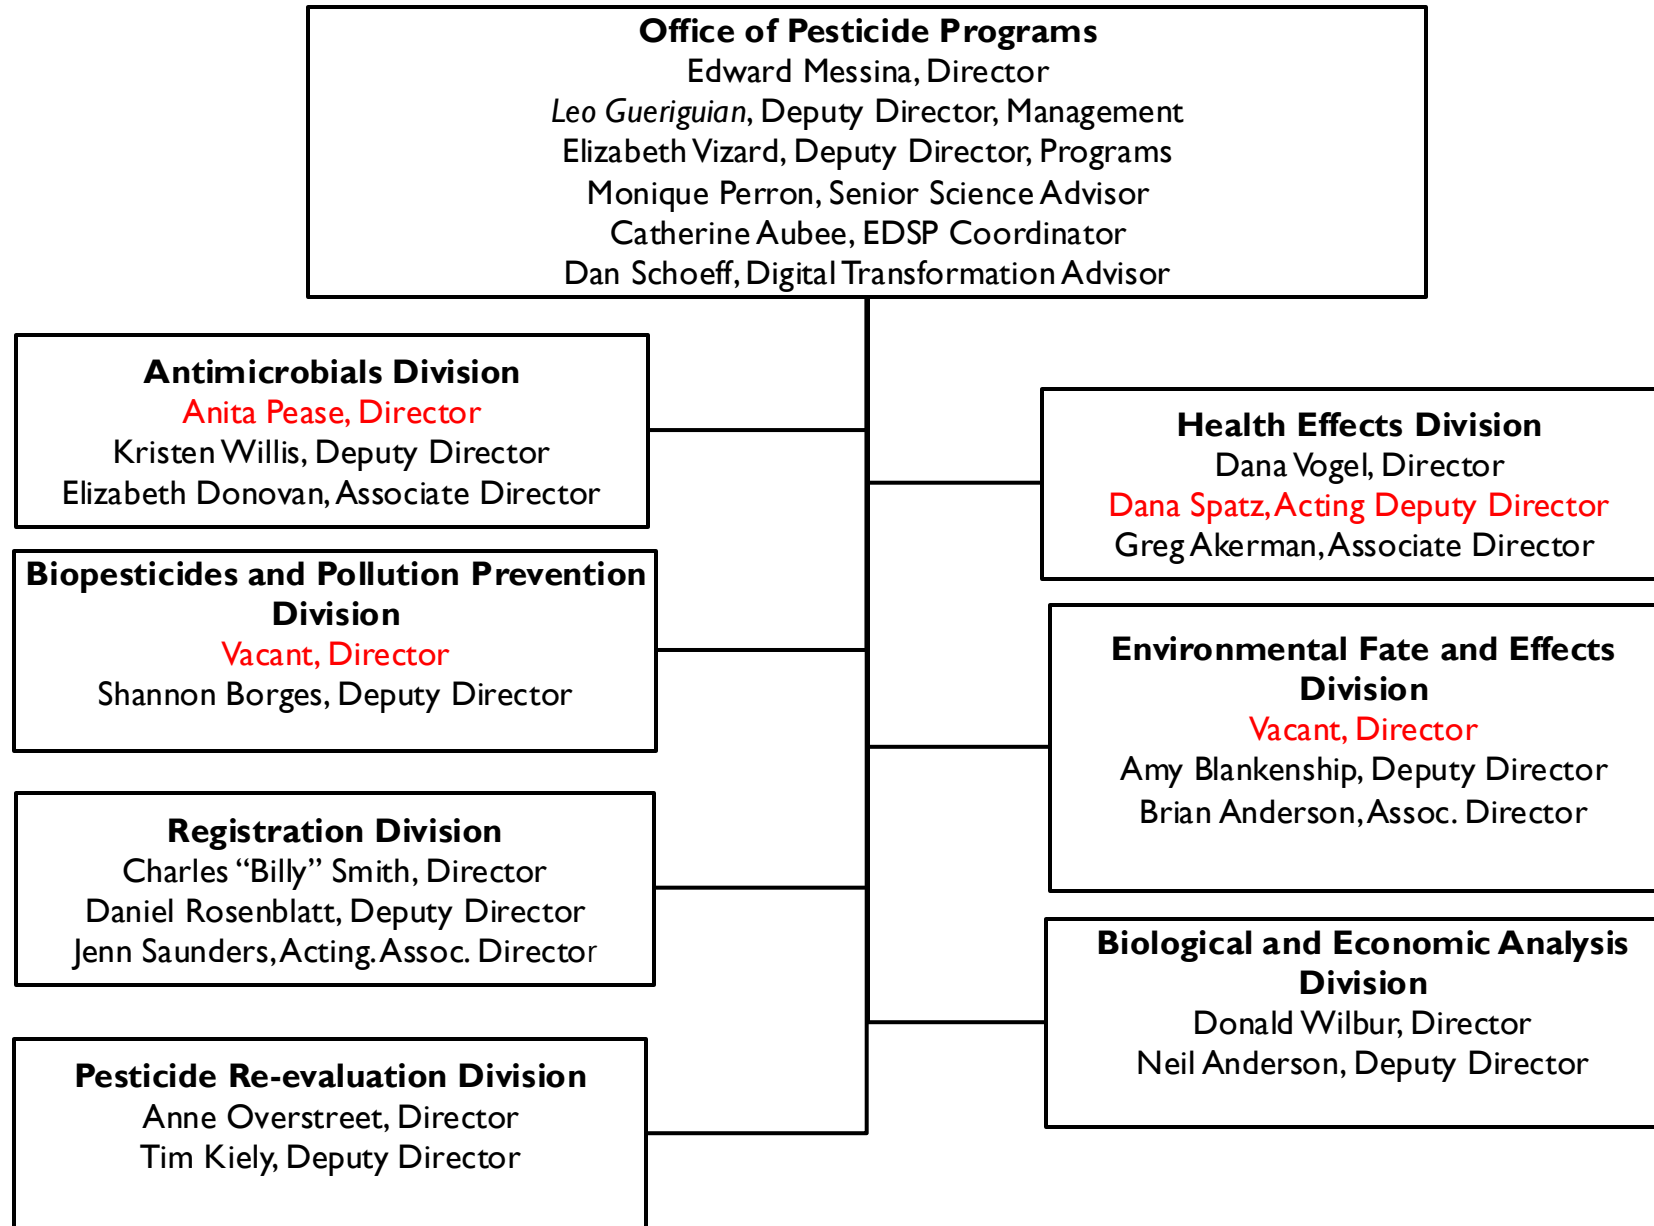 Office of Pesticide Programs
Edward Messina, Director
Leo Gueriguian, Deputy Director, Management
Elizabeth Vizard, Deputy Director, Programs
Monique Perron, Senior Science Advisor
Catherine Aubee, EDSP Coordinator
Dan Schoeff, Digital Transformation Advisor
Antimicrobials Division
Anita Pease, Director
Kristen Willis, Deputy Director
Elizabeth Donovan, Associate Director
Biopesticides and Pollution Prevention
Division
Vacant, Director
Shannon Borges, Deputy Director
Registration Division
Charles “Billy” Smith, Director
Daniel Rosenblatt, Deputy Director
Jenn Saunders, Acting. Assoc. Director
Pesticide Re-evaluation Division
Anne Overstreet, Director
Tim Kiely, Deputy Director
Health Effects Division
Dana Vogel, Director
Dana Spatz, Acting Deputy Director
Greg Akerman, Associate Director
Environmental Fate and Effects
Division
Vacant, Director
Amy Blankenship, Deputy Director
Brian Anderson, Assoc. Director
Biological and Economic Analysis
Division
Donald Wilbur, Director
Neil Anderson, Deputy Director